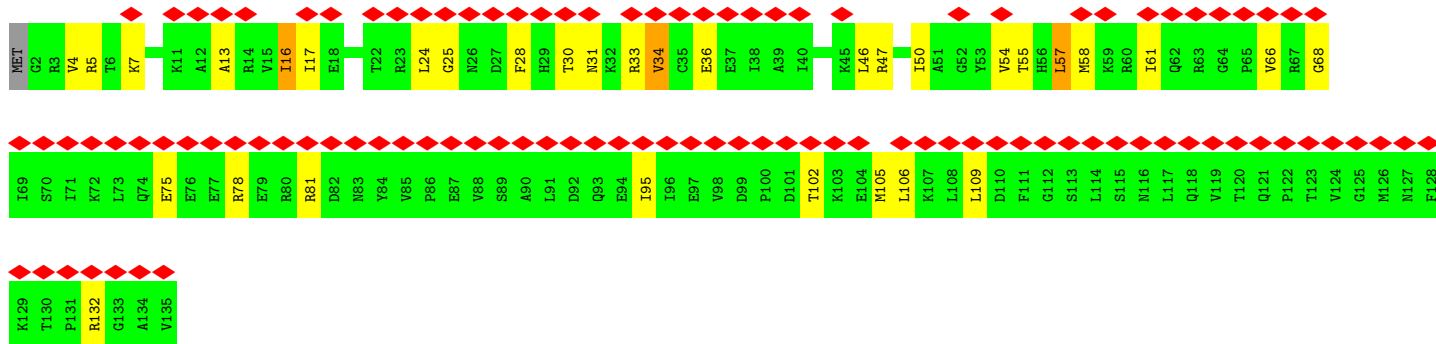 MET G2 R3 V4 R5 T6 K7 K11 A12 A13 R14 V15 I16 I17 E18 T22 R23 L24 G25 N26 D27 F28 H29 T30 N31 K32 R33 V34 C35 E36 E37 I38 A39 I40 K45 L46 R47 I50 A51 G52 Y53 V54 T55 H56 L57 M58 K59 R60 I61 Q62 R63 G64 P65 V66 R67 G68
I69 S70 I71 K72 L73 Q74 E75 E76 E77 R78 E79 R80 R81 D82 N83 Y84 V85 P86 E87 V88 S89 A90 L91 D92 Q93 E94 I95 I96 E97 V98 D99 P100 D101 T102 K103 E104 M105 L106 K107 L108 L109 D110 F111 G112 S113 L114 S115 N116 L117 Q118 V119 T120 Q121 P122 T123 V124 G125 M126 N127 F128
K129 T130 P131 R132 G133 A134 V135